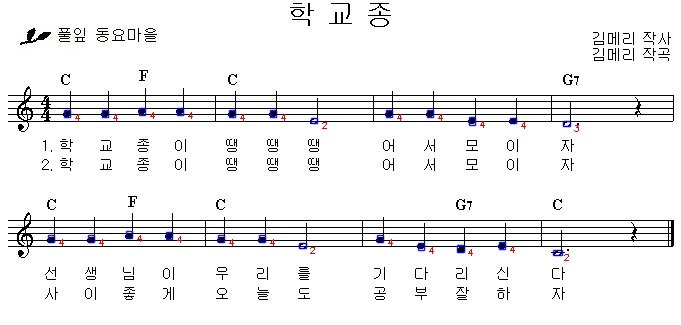 학 교 종
풀잎 동요마을
김메리 작사
김메리 작곡
C F C G7
4 4 4 4 4 4 2 4 4 4 4 3
1. 학 교 종 이 땡 땡 땡 어 서 모 이 자
2. 학 교 종 이 땡 땡 땡 어 서 모 이 자
C F C G7 C
4 4 4 4 4 4 2 4 4 4 4 2
선 생 님 이 우 리 를 기 다 리 신 다
사 이 좋 게 오 늘 도 공 부 잘 하 자